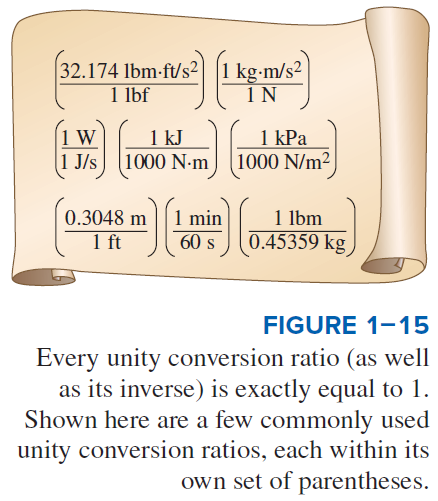 (32.174 lbm·ft/s² / 1 lbf) (1 kg·m/s² / 1 N)
(1 W / 1 J/s) (1 kJ / 1000 N·m) (1 kPa / 1000 N/m²)
(0.3048 m / 1 ft) (1 min / 60 s) (1 lbm / 0.45359 kg)
FIGURE 1–15
Every unity conversion ratio (as well
as its inverse) is exactly equal to 1.
Shown here are a few commonly used
unity conversion ratios, each within its
own set of parentheses.